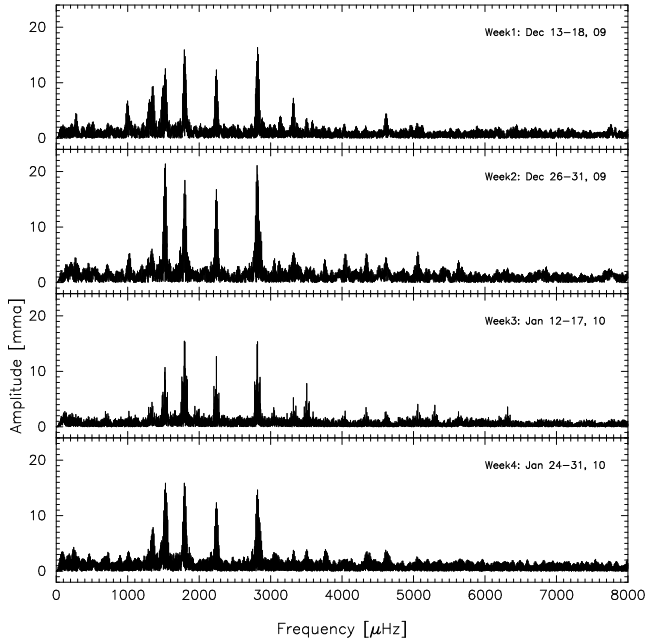 20
Week1: Dec 13-18, 09
10
0
20
Week2: Dec 26-31, 09
10
0
20
Week3: Jan 12-17, 10
10
0
20
Week4: Jan 24-31, 10
10
0
Amplitude [mma]
0 1000 2000 3000 4000 5000 6000 7000 8000
Frequency [μHz]